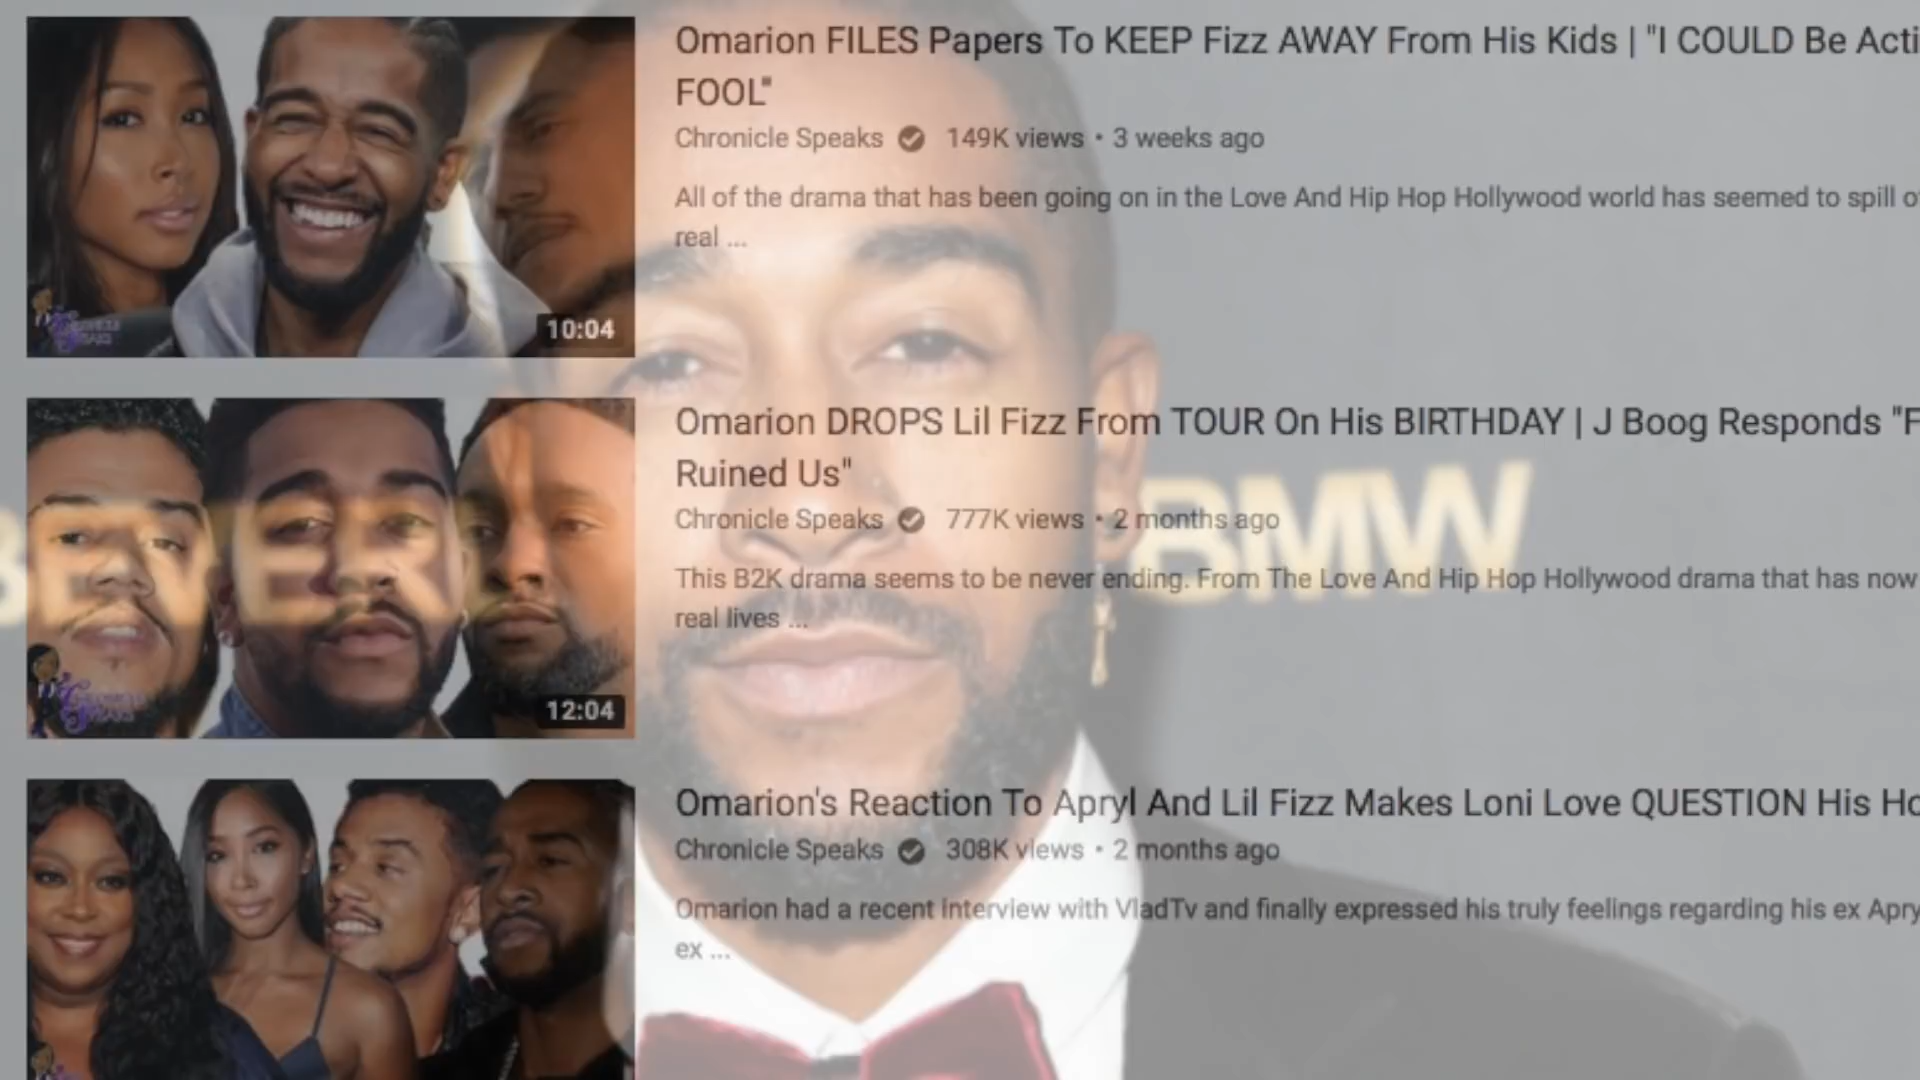 Omarion FILES Papers To KEEP Fizz AWAY From His Kids | "I COULD Be Acti
FOOL"
Chronicle Speaks 149K views • 3 weeks ago
All of the drama that has been going on in the Love And Hip Hop Hollywood world has seemed to spill o
real ...
10:04
Omarion DROPS Lil Fizz From TOUR On His BIRTHDAY | J Boog Responds "F
Ruined Us"
Chronicle Speaks 777K views • 2 months ago
This B2K drama seems to be never ending. From The Love And Hip Hop Hollywood drama that has now
real lives ...
12:04
BMW
Omarion's Reaction To Apryl And Lil Fizz Makes Loni Love QUESTION His Ho
Chronicle Speaks 308K views • 2 months ago
Omarion had a recent interview with VladTv and finally expressed his truly feelings regarding his ex Apry
ex ...